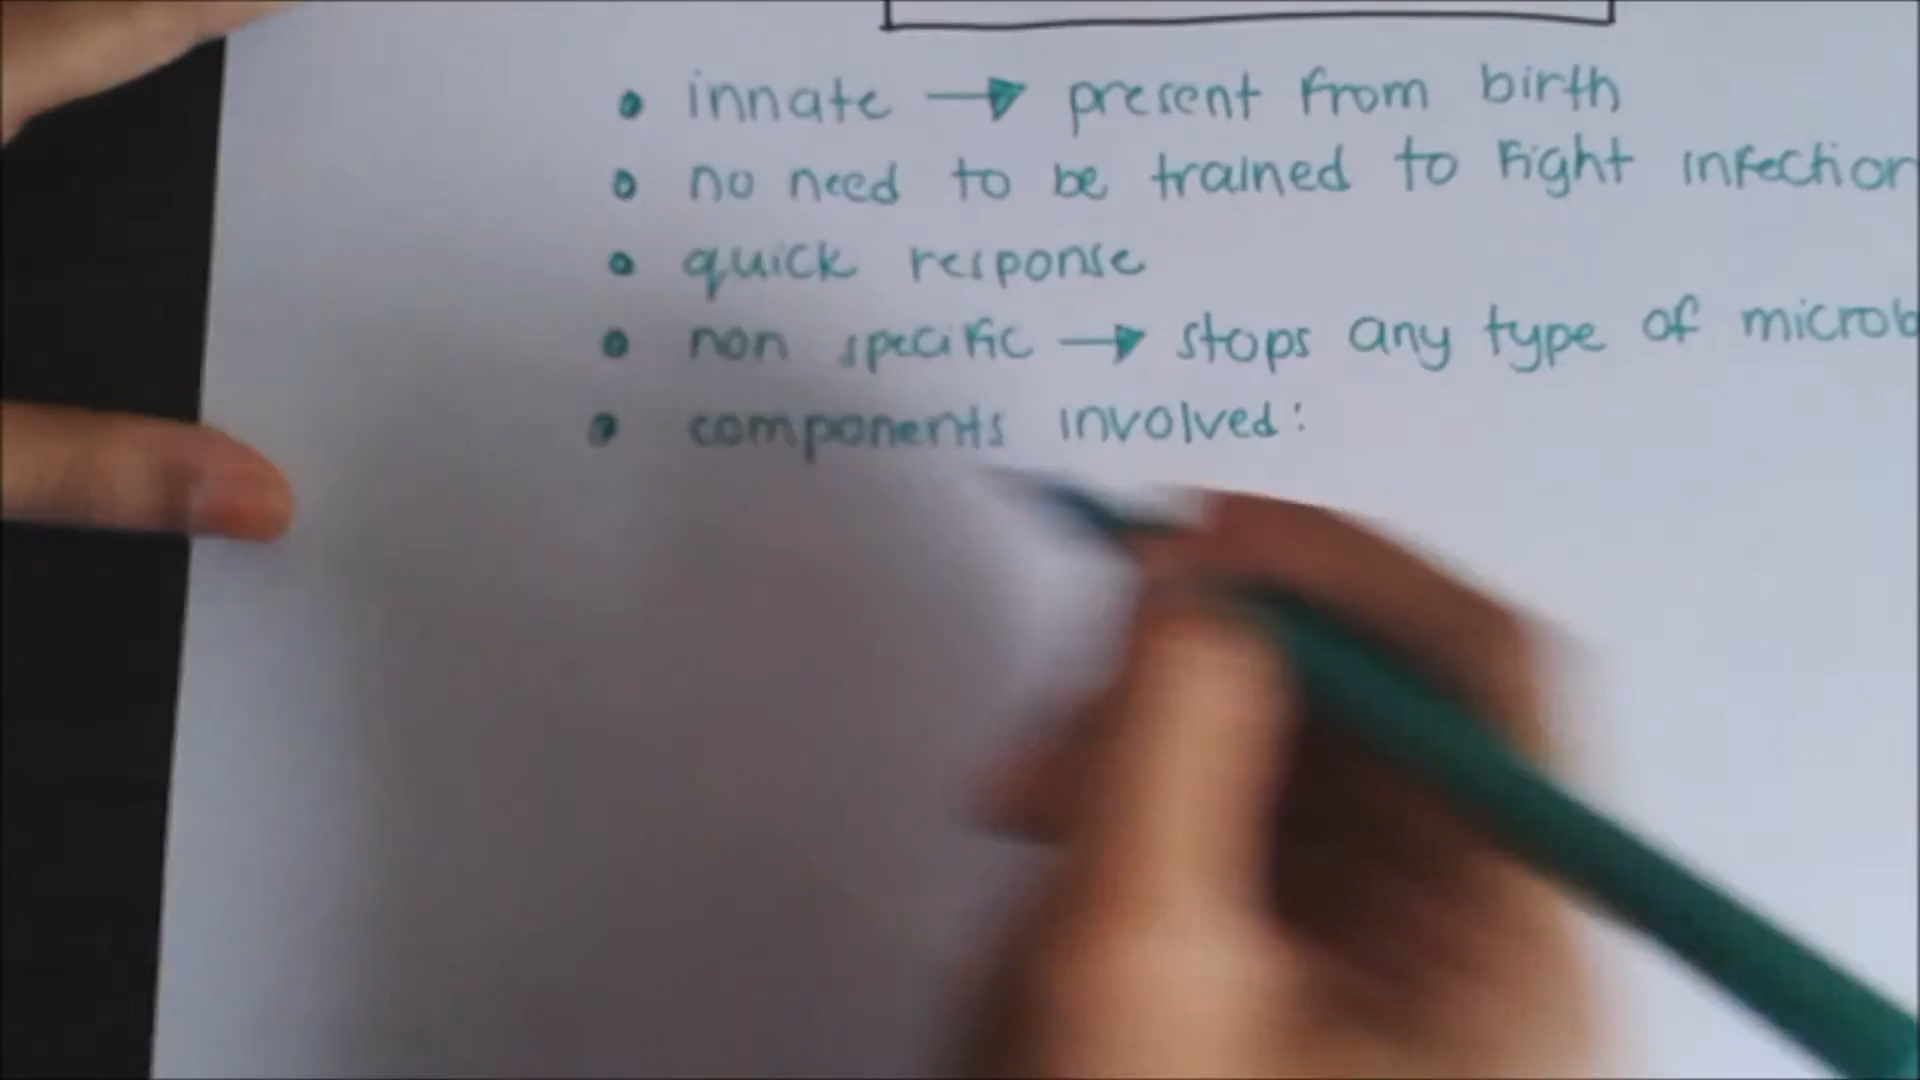 • innate → present from birth
• no need to be trained to fight infection
• quick response
• non specific → stops any type of microb
• components involved: